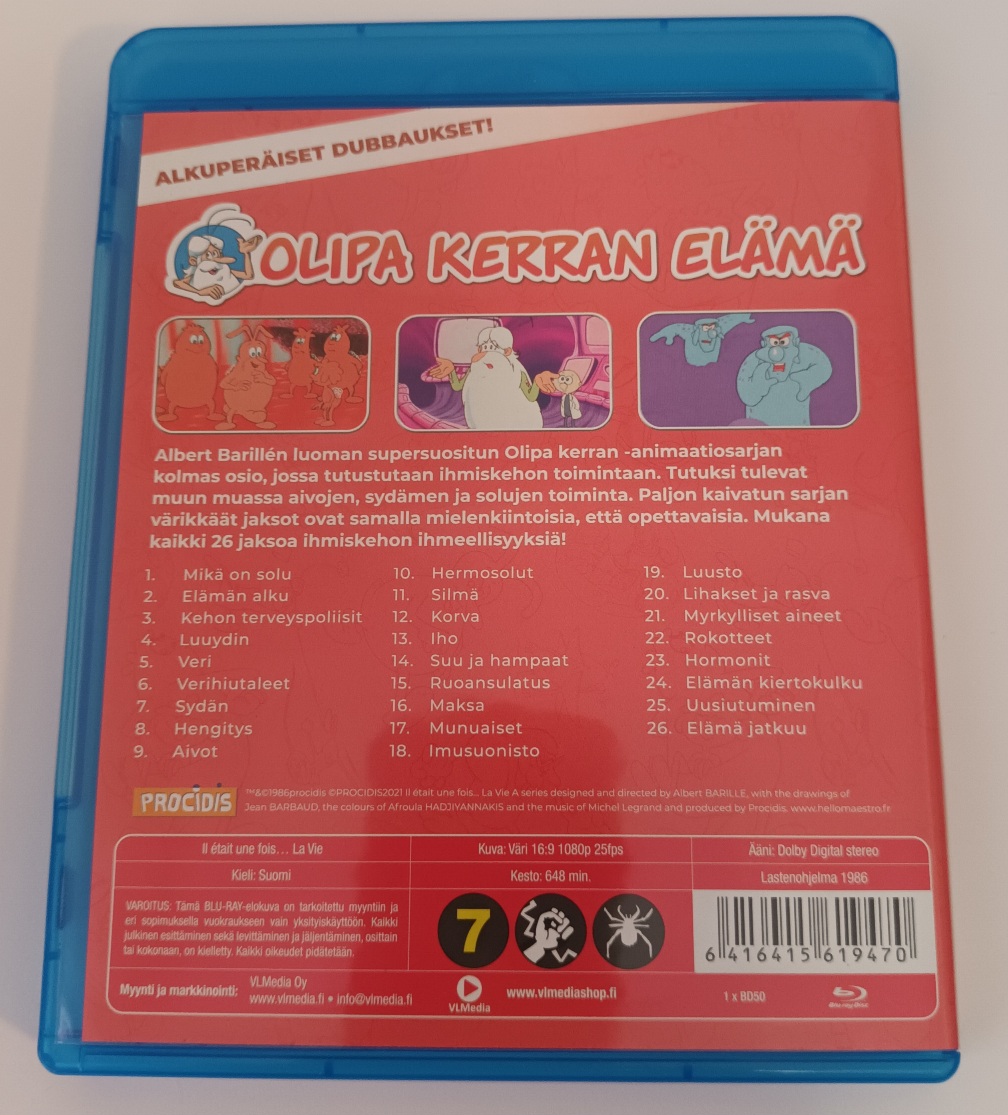 ALKUPERÄISET DUBBAUKSET!
OLIPA KERRAN ELÄMÄ
Albert Barillén luoman supersuositun Olipa kerran -animaatiosarjan
kolmas osio, jossa tutustutaan ihmiskehon toimintaan. Tutuksi tulevat
muun muassa aivojen, sydämen ja solujen toiminta. Paljon kaivatun sarjan
värikkäät jaksot ovat samalla mielenkiintoisia, että opettavaisia. Mukana
kaikki 26 jaksoa ihmiskehon ihmeellisyyksiä!
1. Mikä on solu
2. Elämän alku
3. Kehon terveyspoliisit
4. Luuydin
5. Veri
6. Verihiutaleet
7. Sydän
8. Hengitys
9. Aivot
10. Hermosolut
11. Silmä
12. Korva
13. Iho
14. Suu ja hampaat
15. Ruoansulatus
16. Maksa
17. Munuaiset
18. Imusuonisto
19. Luusto
20. Lihakset ja rasva
21. Myrkylliset aineet
22. Rokotteet
23. Hormonit
24. Elämän kiertokulku
25. Uusiutuminen
26. Elämä jatkuu
PROCIDIS
™&©1986procidis ©PROCIDIS2021 Il était une fois... La Vie A series designed and directed by Albert BARILLE, with the drawings of
Jean BARBAUD, the colours of Afroula HADJIYANNAKIS and the music of Michel Legrand and produced by Procidis. www.hellomaestro.fr
Il était une fois... La Vie
Kuva: Väri 16:9 1080p 25fps
Ääni: Dolby Digital stereo
Kieli: Suomi
Kesto: 648 min.
Lastenohjelma 1986
VAROITUS: Tämä BLU-RAY-elokuva on tarkoitettu myyntiin ja
eri sopimuksella vuokraukseen vain yksityiskäyttöön. Kaikki
julkinen esittäminen sekä levittäminen ja jäljentäminen, osittain
tai kokonaan, on kielletty. Kaikki oikeudet pidätetään.
7
6 416415 619470
Myynti ja markkinointi:
VLMedia Oy
www.vlmedia.fi • info@vlmedia.fi
VLMedia
www.vlmediashop.fi
1 x BD50
Blu-ray Disc